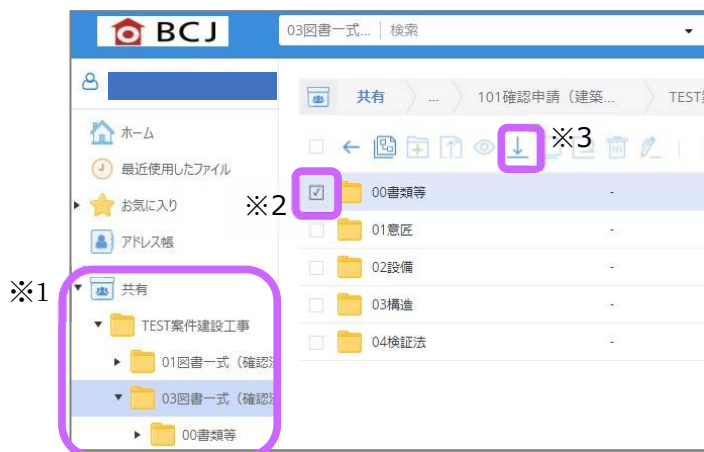 BCJ
03図書一式... | 検索
共有
...
101確認申請（建築...
TEST
ホーム
最近使用したファイル
お気に入り
アドレス帳
※3
※2
00書類等 -
01意匠 -
02設備 -
03構造 -
04検証法 -
※1
共有
TEST案件建設工事
01図書一式（確認
03図書一式（確認
00書類等